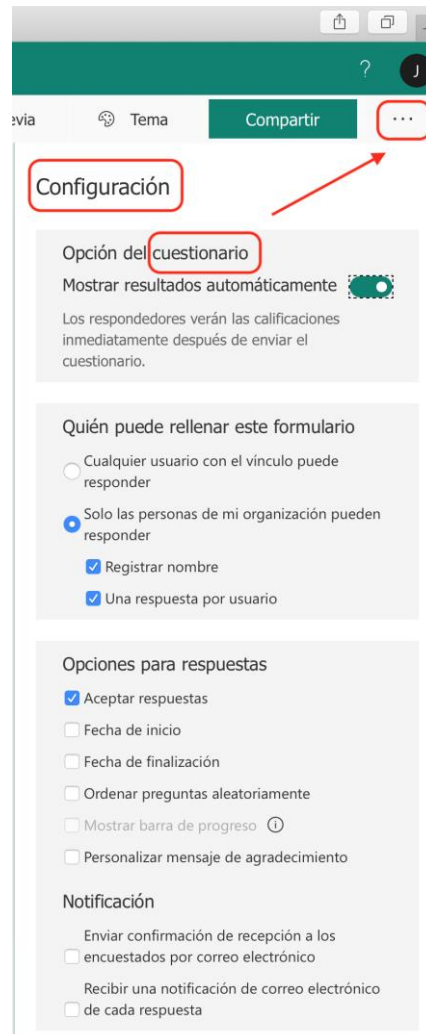 ? J
evia Tema Compartir ...
Configuración
Opción del cuestionario
Mostrar resultados automáticamente
Los respondedores verán las calificaciones
inmediatamente después de enviar el
cuestionario.
Quién puede rellenar este formulario
Cualquier usuario con el vínculo puede
responder
Solo las personas de mi organización pueden
responder
Registrar nombre
Una respuesta por usuario
Opciones para respuestas
Aceptar respuestas
Fecha de inicio
Fecha de finalización
Ordenar preguntas aleatoriamente
Mostrar barra de progreso
Personalizar mensaje de agradecimiento
Notificación
Enviar confirmación de recepción a los
encuestados por correo electrónico
Recibir una notificación de correo electrónico
de cada respuesta